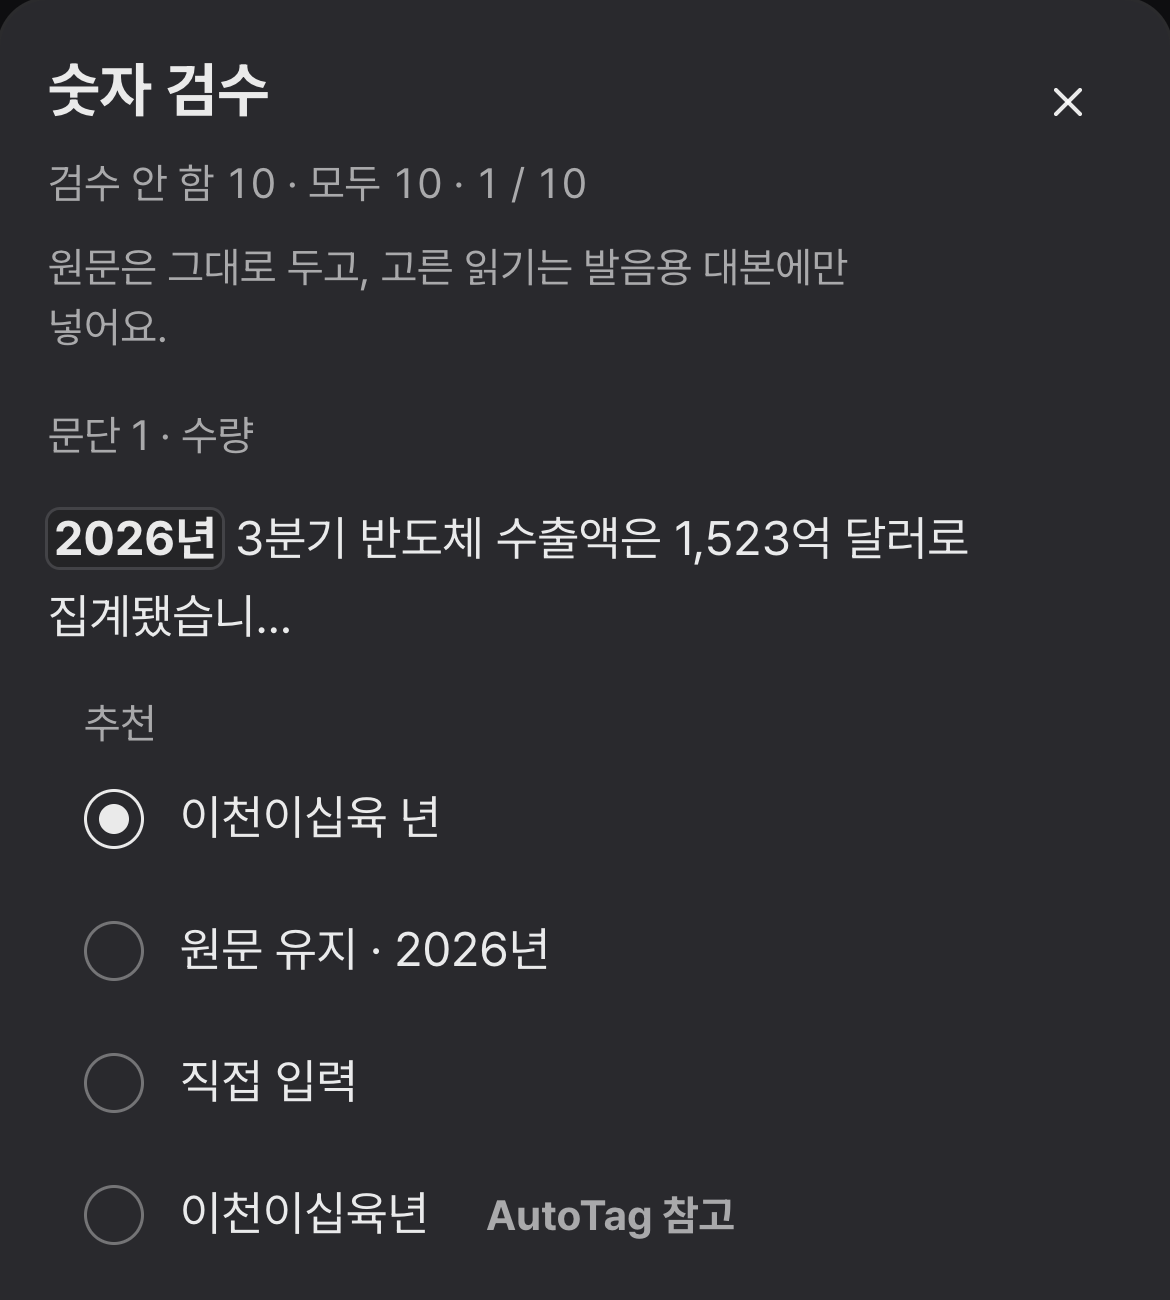 숫자 검수
검수 안 함 10 · 모두 10 · 1 / 10
원문은 그대로 두고, 고른 읽기는 발음용 대본에만
넣어요.
문단 1 · 수량
2026년 3분기 반도체 수출액은 1,523억 달러로
집계됐습니...
추천
이천이십육 년
원문 유지 · 2026년
직접 입력
이천이십육년 AutoTag 참고